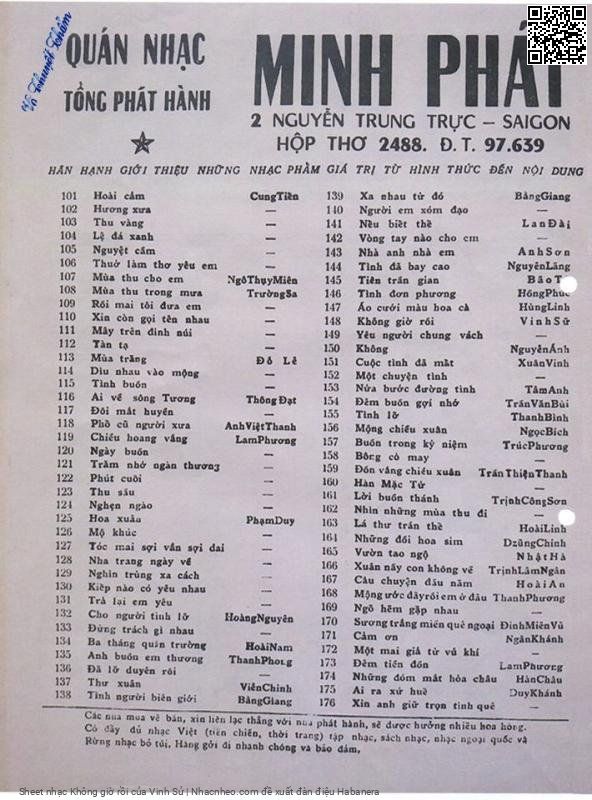 QUÁN NHẠC
TỔNG PHÁT HÀNH
MINH PHÁT
2 NGUYỄN TRUNG TRỰC – SAIGON
HỘP THƠ 2488. Đ.T. 97.639
HÂN HẠNH GIỚI THIỆU NHỮNG NHẠC PHẨM GIÁ TRỊ TỪ HÌNH THỨC ĐẾN NỘI DUNG
101 Hoài cảm CungTiến
102 Hương xưa —
103 Thu vàng —
104 Lệ đá xanh —
105 Nguyệt cầm —
106 Thuở làm thơ yêu em —
107 Mùa thu cho em NgôThụyMiên
108 Mùa thu trong mưa TrườngSa
109 Rồi mai tôi đưa em —
110 Xin còn gọi tên nhau —
111 Mây trên đỉnh núi —
112 Tàn tạ —
113 Mùa trăng Đỗ Lễ
114 Dìu nhau vào mộng —
115 Tình buồn —
116 Ai về sông Tương ThôngĐạt
117 Đôi mắt huyền —
118 Phố cũ người xưa AnhViệtThanh
119 Chiều hoang vắng LamPhương
120 Ngày buồn —
121 Trăm nhớ ngàn thương —
122 Phút cuối —
123 Thu sầu —
124 Nghẹn ngào —
125 Hoa xuân PhạmDuy
126 Mộ khúc —
127 Tóc mai sợi vắn sợi dài —
128 Nha trang ngày về —
129 Nghìn trùng xa cách —
130 Kiếp nào có yêu nhau —
131 Trả lại em yêu —
132 Cho người tình lỡ HoàngNguyên
133 Đừng trách gì nhau —
134 Ba tháng quân trường HoàiNam
135 Anh buồn em thương ThanhPhong
136 Đã lỡ duyên rồi —
137 Thư xuân ViễnChinh
138 Tình người biên giới BằngGiang
139 Xa nhau từ đó BằngGiang
140 Người em xóm đạo —
141 Nếu biết thế LanĐài
142 Vòng tay nào cho em —
143 Nhà anh nhà em AnhSơn
144 Tình đã bay cao NguyênLãng
145 Tiên trần gian
146 Tình đơn phương HồngPhúc
147 Áo cưới màu hoa cà HùngLinh
148 Không giờ rồi VinhSử
149 Yêu người chung vách —
150 Không NguyễnÁnh
151 Cuộc tình đã mất XuânVinh
152 Một chuyện tình —
153 Nửa bước đường tình TâmAnh
154 Đêm buồn gợi nhớ TrầnVănBùi
155 Tình lỡ ThanhBình
156 Mộng chiều xuân NgọcBích
157 Buồn trong kỷ niệm TrúcPhương
158 Bông cỏ may —
159 Đồn vắng chiều xuân TrầnThiệnThanh
160 Hàn Mặc Tử —
161 Lời buồn thánh TrịnhCôngSơn
162 Nhìn những mùa thu đi —
163 Lá thư trần thế HoàiLinh
164 Những đồi hoa sim DzũngChinh
165 Vườn tao ngộ NhậtHà
166 Xuân này con không về TrịnhLâmNgân
167 Câu chuyện đầu năm HoàiAn
168 Mộng ước đây rồi em ở đâu ThanhPhương
169 Ngõ hẽm gặp nhau —
170 Sương trắng miền quê ngoại ĐinhMiênVũ
171 Cảm ơn NgânKhánh
172 Một mai giã từ vũ khí —
173 Đêm tiền đồn LamPhương
174 Những đóm mắt hỏa châu HànChâu
175 Ai ra xứ huế DuyKhánh
176 Xin anh giữ trọn tình quê —
Các nhà mua về bán, xin liên lạc thẳng với nhà phát hành, sẽ được hưởng nhiều hoa hồng.
Có đầy đủ nhạc Việt (tiền chiến, thời trang) tập nhạc, sách nhạc, nhạc ngoại quốc và
Rừng nhạc bỏ túi, Hàng gởi đi nhanh chóng và bảo đảm,
Sheet nhạc Không giờ rồi của Vinh Sử | Nhacnheo.com đề xuất đàn điệu Habanera